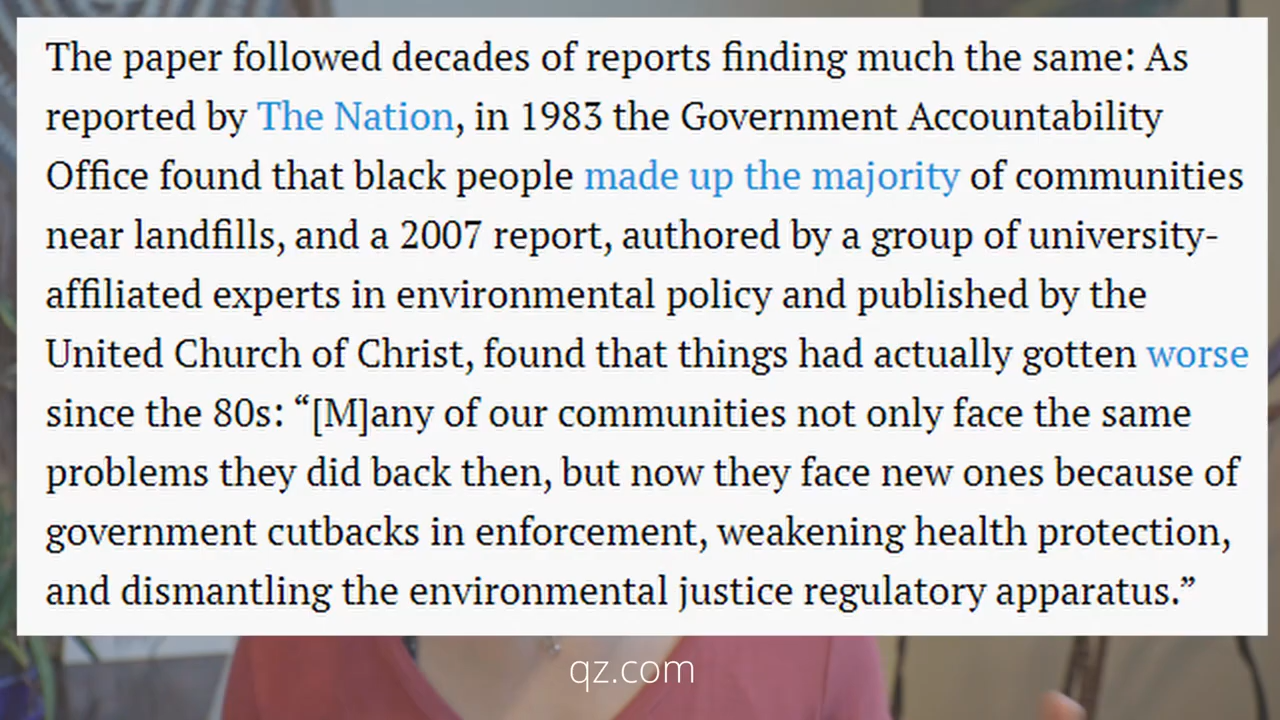 The paper followed decades of reports finding much the same: As
reported by The Nation, in 1983 the Government Accountability
Office found that black people made up the majority of communities
near landfills, and a 2007 report, authored by a group of university-
affiliated experts in environmental policy and published by the
United Church of Christ, found that things had actually gotten worse
since the 80s: “[M]any of our communities not only face the same
problems they did back then, but now they face new ones because of
government cutbacks in enforcement, weakening health protection,
and dismantling the environmental justice regulatory apparatus.”
qz.com